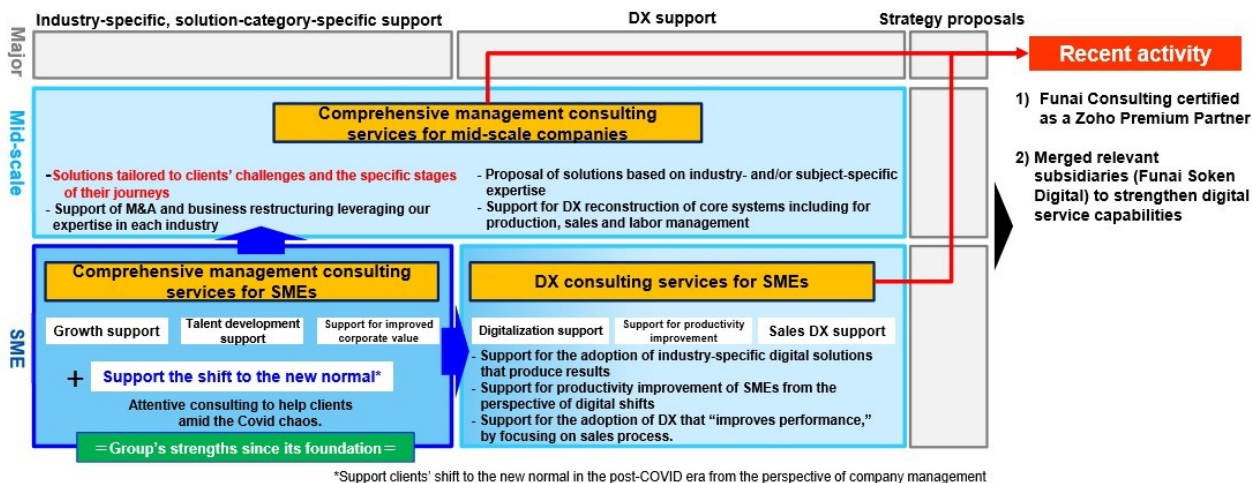 Industry-specific, solution-category-specific support
DX support
Strategy proposals
Major
Recent activity
Mid-scale
Comprehensive management consulting
services for mid-scale companies
-Solutions tailored to clients' challenges and the specific stages
of their journeys
- Support of M&A and business restructuring leveraging our
expertise in each industry
- Proposal of solutions based on industry- and/or subject-specific
expertise
- Support for DX reconstruction of core systems including for
production, sales and labor management
1) Funai Consulting certified
as a Zoho Premium Partner
2) Merged relevant
subsidiaries (Funai Soken
Digital) to strengthen digital
service capabilities
SME
Comprehensive management consulting
services for SMEs
Growth support
Talent development
support
Support for improved
corporate value
+ Support the shift to the new normal*
Attentive consulting to help clients
amid the Covid chaos.
=Group's strengths since its foundation=
DX consulting services for SMEs
Digitalization support
Support for productivity
improvement
Sales DX support
- Support for the adoption of industry-specific digital solutions
that produce results
- Support for productivity improvement of SMEs from the
perspective of digital shifts
- Support for the adoption of DX that "improves performance,"
by focusing on sales process.
*Support clients' shift to the new normal in the post-COVID era from the perspective of company management